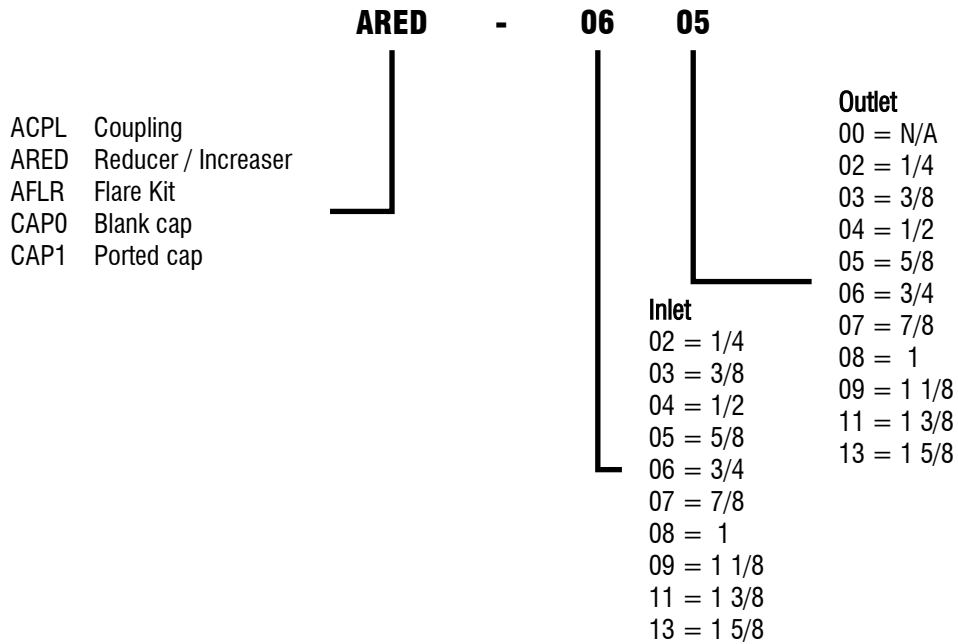 ARED - 06 05
ACPL Coupling
ARED Reducer / Increaser
AFLR Flare Kit
CAP0 Blank cap
CAP1 Ported cap
Inlet
02 = 1/4
03 = 3/8
04 = 1/2
05 = 5/8
06 = 3/4
07 = 7/8
08 = 1
09 = 1 1/8
11 = 1 3/8
13 = 1 5/8
Outlet
00 = N/A
02 = 1/4
03 = 3/8
04 = 1/2
05 = 5/8
06 = 3/4
07 = 7/8
08 = 1
09 = 1 1/8
11 = 1 3/8
13 = 1 5/8